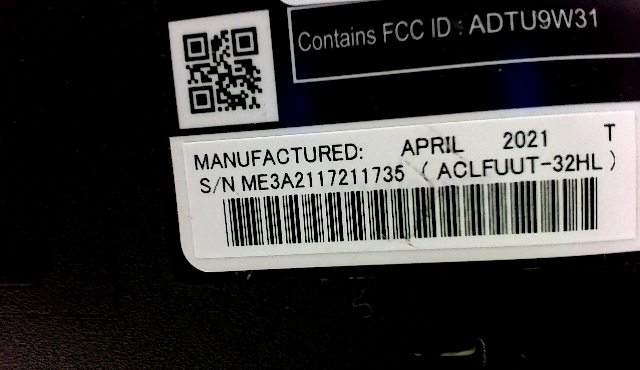 Contains FCC ID : ADTU9W31
MANUFACTURED: APRIL 2021 T
S/N ME3A2117211735 ( ACLFUUT-32HL )